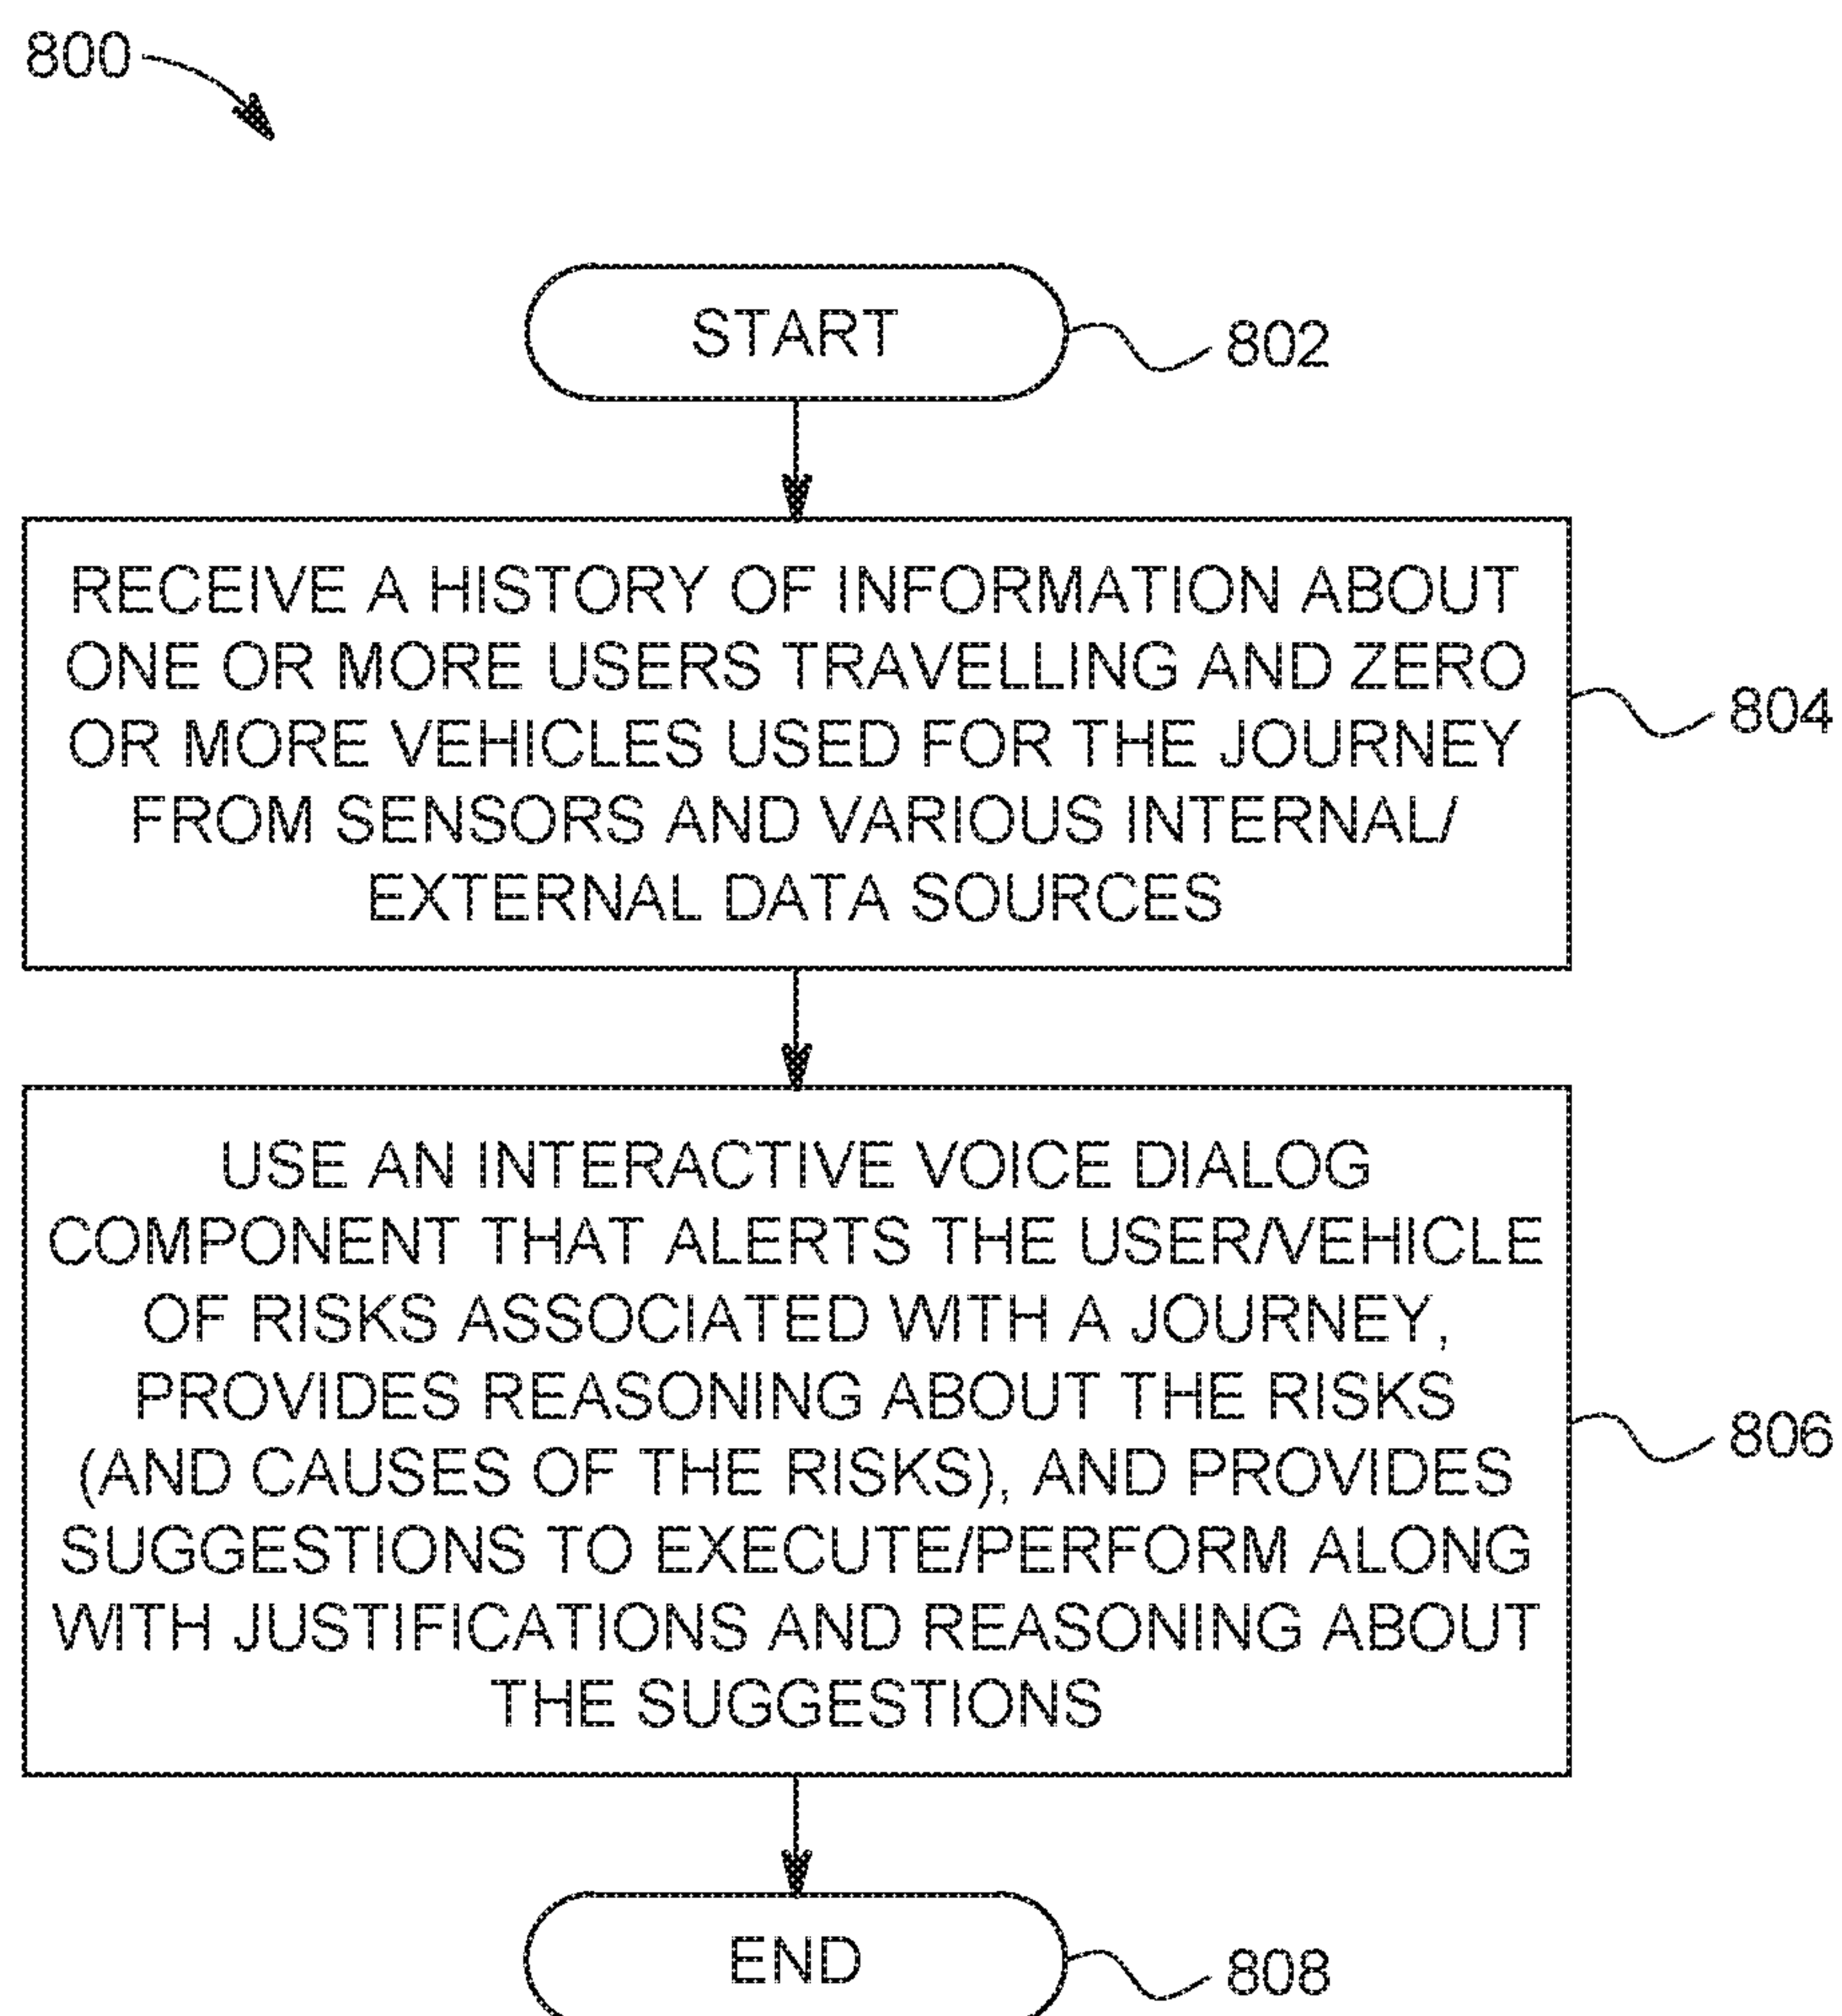 800
START
802
RECEIVE A HISTORY OF INFORMATION ABOUT
ONE OR MORE USERS TRAVELLING AND ZERO
OR MORE VEHICLES USED FOR THE JOURNEY
FROM SENSORS AND VARIOUS INTERNAL/
EXTERNAL DATA SOURCES
804
USE AN INTERACTIVE VOICE DIALOG
COMPONENT THAT ALERTS THE USER/VEHICLE
OF RISKS ASSOCIATED WITH A JOURNEY,
PROVIDES REASONING ABOUT THE RISKS
(AND CAUSES OF THE RISKS), AND PROVIDES
SUGGESTIONS TO EXECUTE/PERFORM ALONG
WITH JUSTIFICATIONS AND REASONING ABOUT
THE SUGGESTIONS
806
END
808